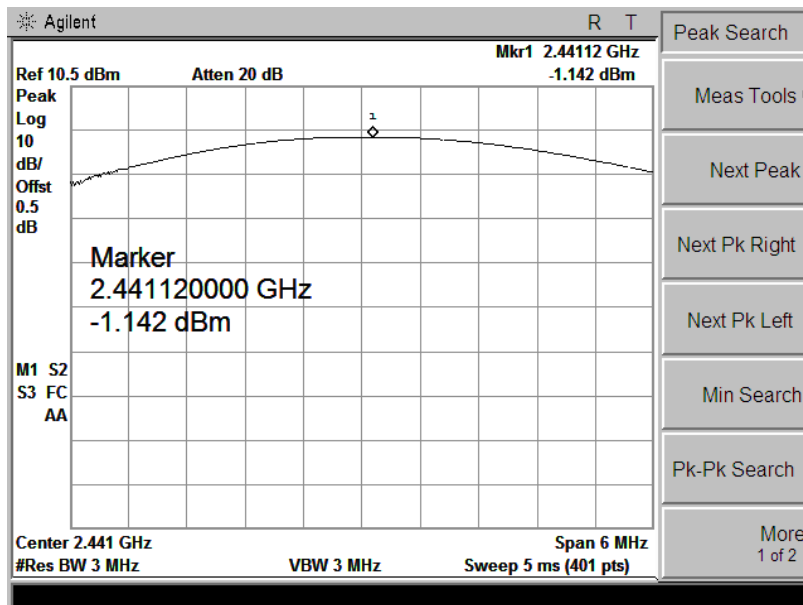 Agilent R T
Mkr1 2.44112 GHz
Ref 10.5 dBm Atten 20 dB -1.142 dBm
Peak
Log
10
dB/
Offst
0.5
dB
1
Marker
2.441120000 GHz
-1.142 dBm
M1 S2
S3 FC
AA
Center 2.441 GHz Span 6 MHz
#Res BW 3 MHz VBW 3 MHz Sweep 5 ms (401 pts)
Peak Search
Meas Tools
Next Peak
Next Pk Right
Next Pk Left
Min Search
Pk-Pk Search
More
1 of 2